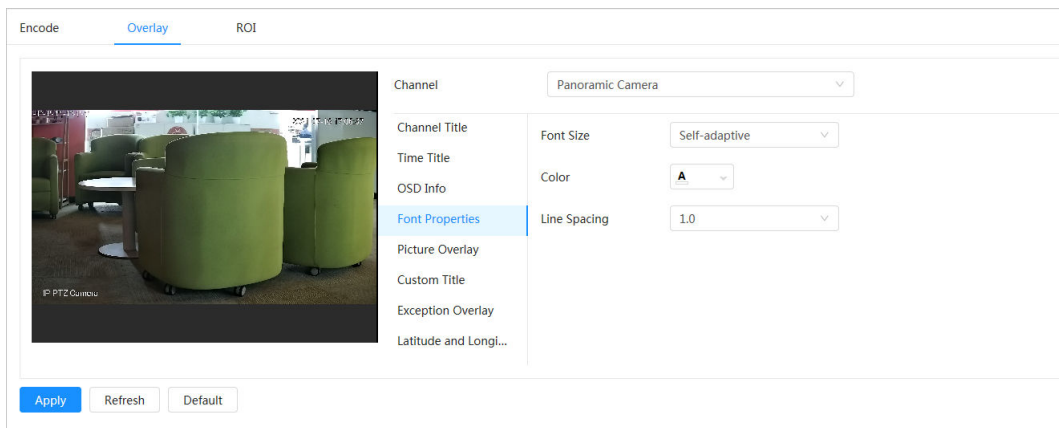 Encode Overlay ROI
Channel Panoramic Camera
Channel Title
Font Size Self-adaptive
Time Title
Color A
OSD Info
Font Properties
Line Spacing 1.0
Picture Overlay
Custom Title
IP PTZ Camera
Exception Overlay
Latitude and Longi...
Apply Refresh Default